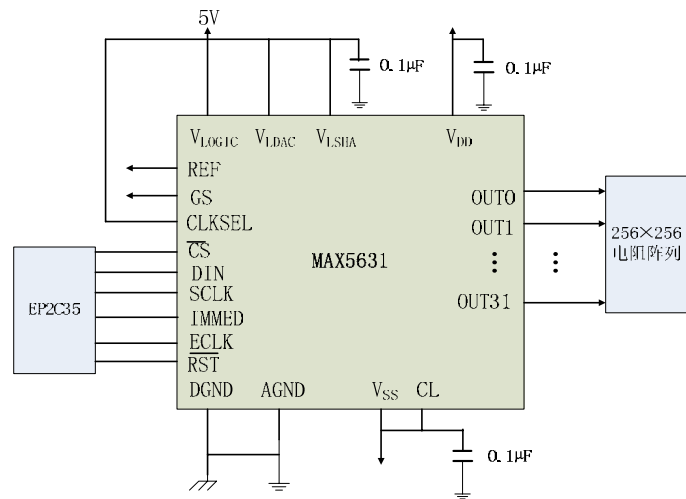 5V
0.1μF
0.1μF
VLOGIC VLDAC VLSHA VDD
REF
GS
CLKSEL
CS
DIN
SCLK
IMMED
ECLK
RST
DGND AGND VSS CL
MAX5631
OUT0
OUT1
OUT31
EP2C35
256×256
电阻阵列
0.1μF